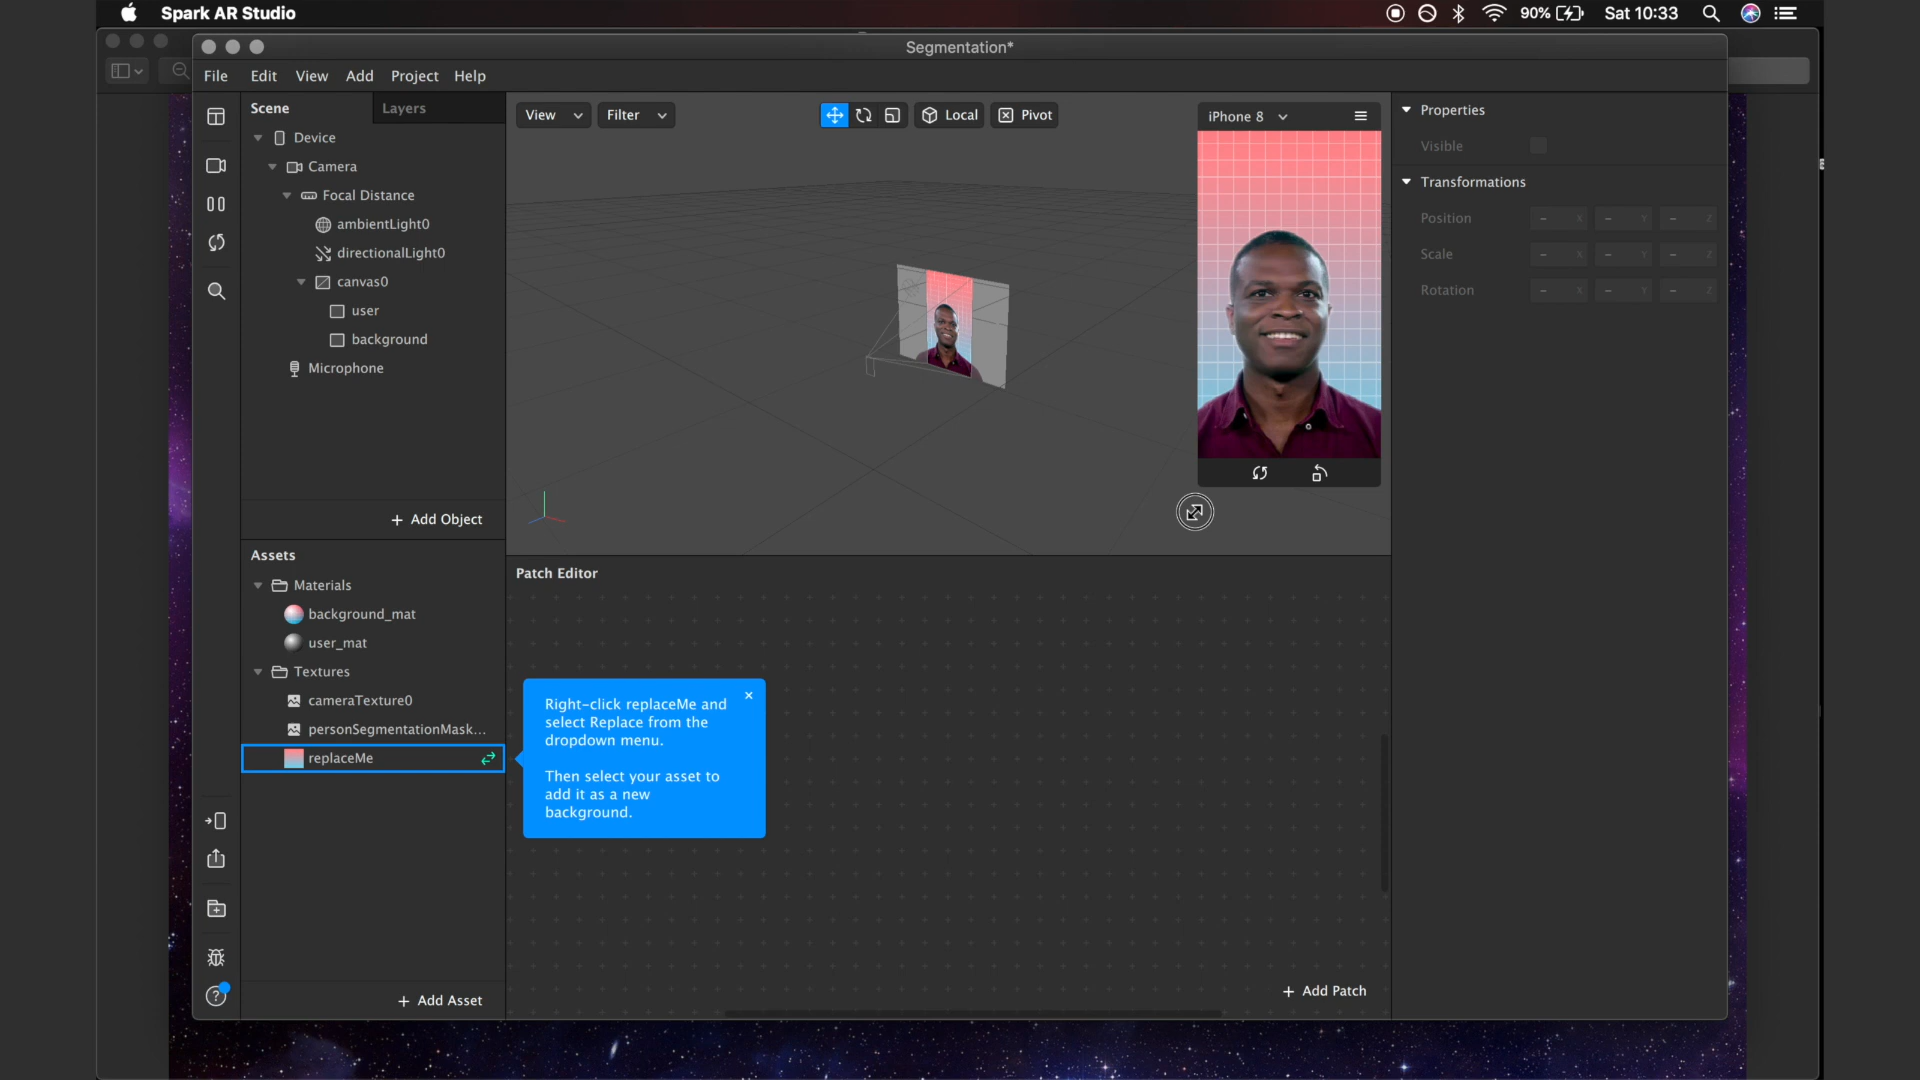 Spark AR Studio
90%
Sat 10:33
Segmentation*
File Edit View Add Project Help
Scene
Layers
Device
Camera
Focal Distance
ambientLight0
directionalLight0
canvas0
user
background
Microphone
+ Add Object
View
Filter
Local
Pivot
iPhone 8
Properties
Visible
Transformations
Position - X - Y - Z
Scale - X - Y - Z
Rotation - X - Y - Z
Assets
Materials
background_mat
user_mat
Textures
cameraTexture0
personSegmentationMask...
replaceMe
+ Add Asset
Patch Editor
Right-click replaceMe and
select Replace from the
dropdown menu.
Then select your asset to
add it as a new
background.
+ Add Patch